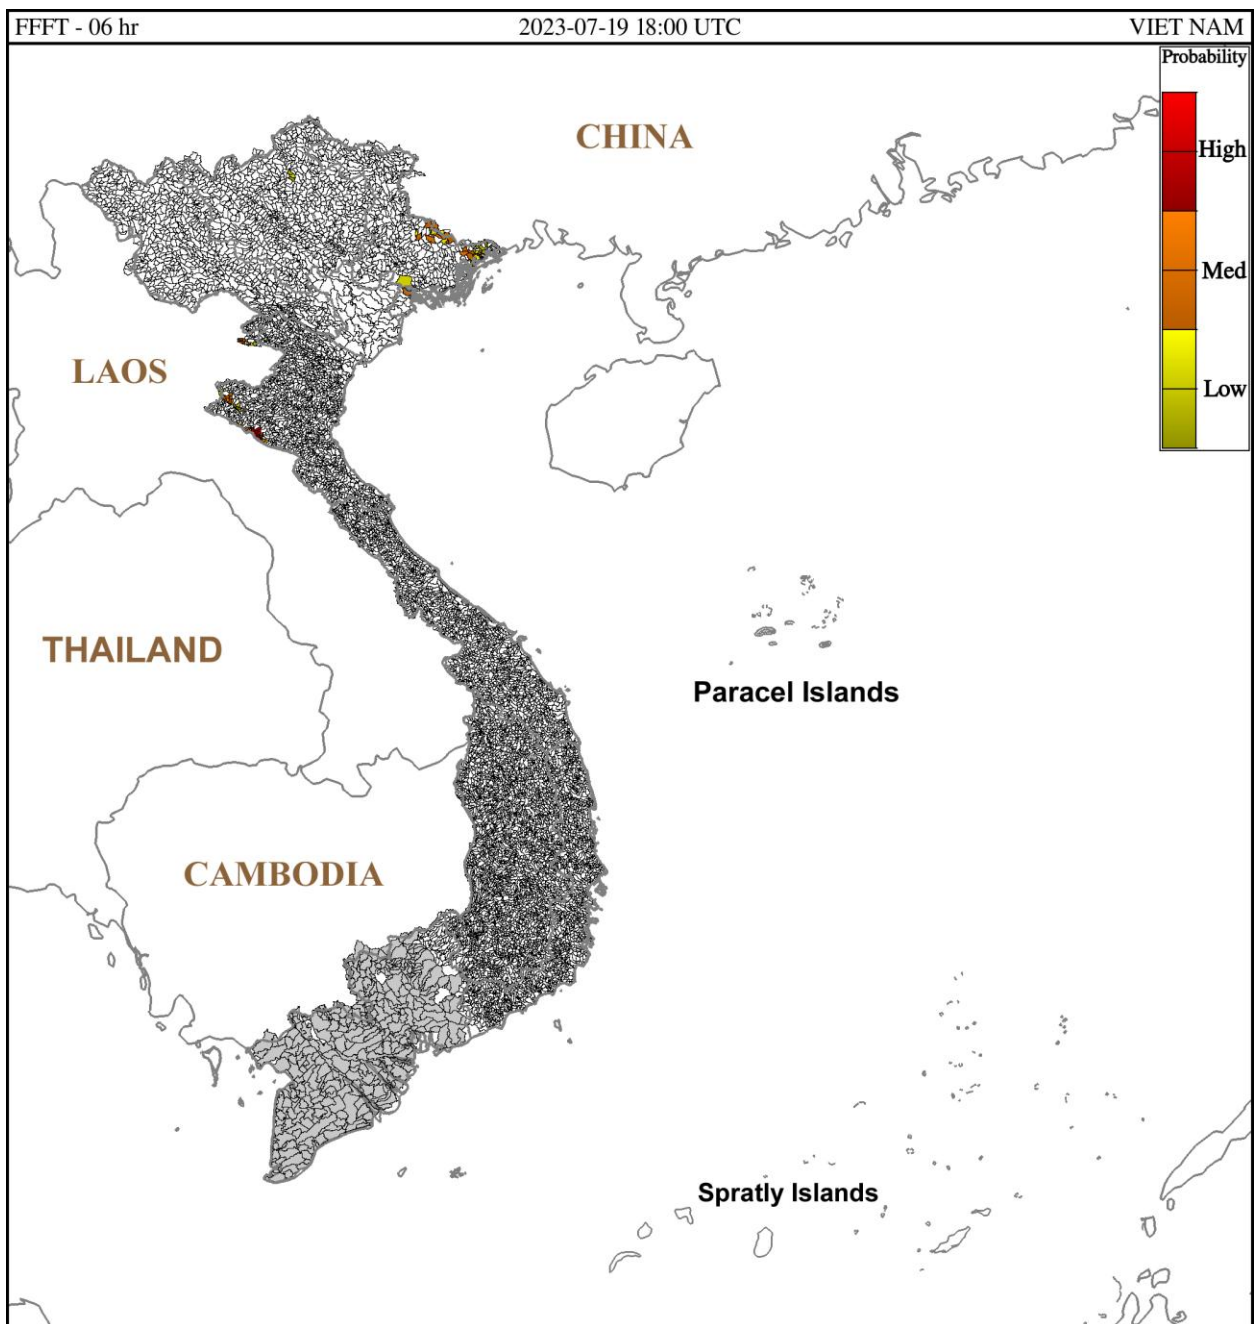 FFFT - 06 hr 2023-07-19 18:00 UTC VIET NAM
Probability
CHINA
High
Med
LAOS
Low
THAILAND
Paracel Islands
CAMBODIA
Spratly Islands